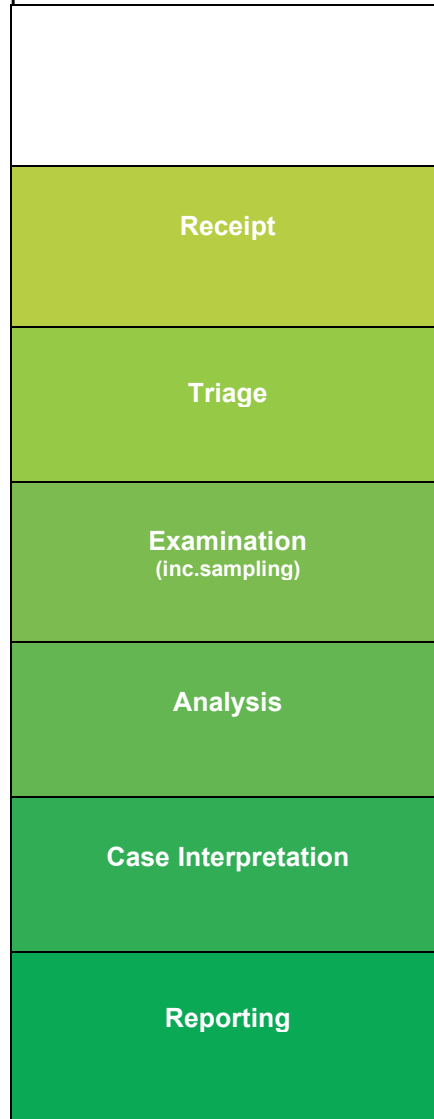 Receipt
Triage
Examination
(inc.sampling)
Analysis
Case Interpretation
Reporting